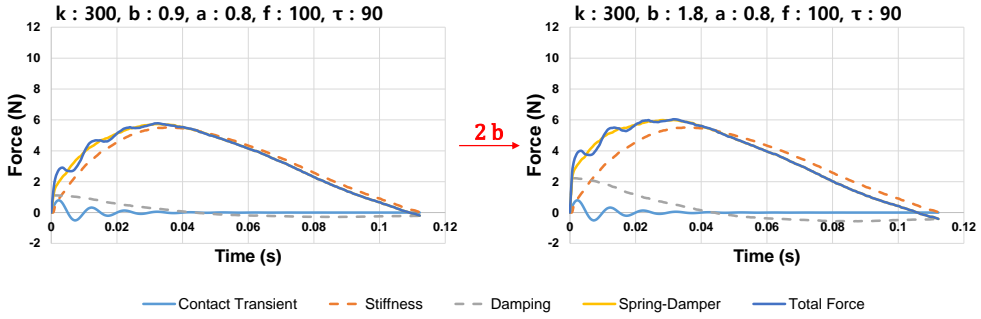 k : 300, b : 0.9, a : 0.8, f : 100, τ : 90
12
10
8
6
4
2
0
-2
0
0.02
0.04
0.06
0.08
0.1
0.12
Force (N)
Time (s)
2 b
k : 300, b : 1.8, a : 0.8, f : 100, τ : 90
12
10
8
6
4
2
0
-2
0
0.02
0.04
0.06
0.08
0.1
0.12
Force (N)
Time (s)
Contact Transient
Stiffness
Damping
Spring-Damper
Total Force